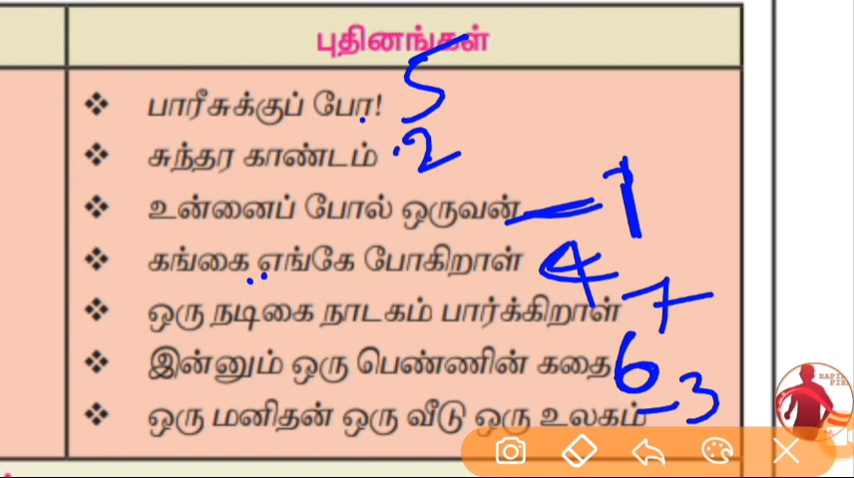 புதினங்கள்
❖ பாரீசுக்குப் போ! 5
❖ சுந்தர காண்டம் 2
❖ உன்னைப் போல் ஒருவன் 1
❖ கங்கை எங்கே போகிறாள் 4
❖ ஒரு நடிகை நாடகம் பார்க்கிறாள் 7
❖ இன்னும் ஒரு பெண்ணின் கதை 6
❖ ஒரு மனிதன் ஒரு வீடு ஒரு உலகம் 3